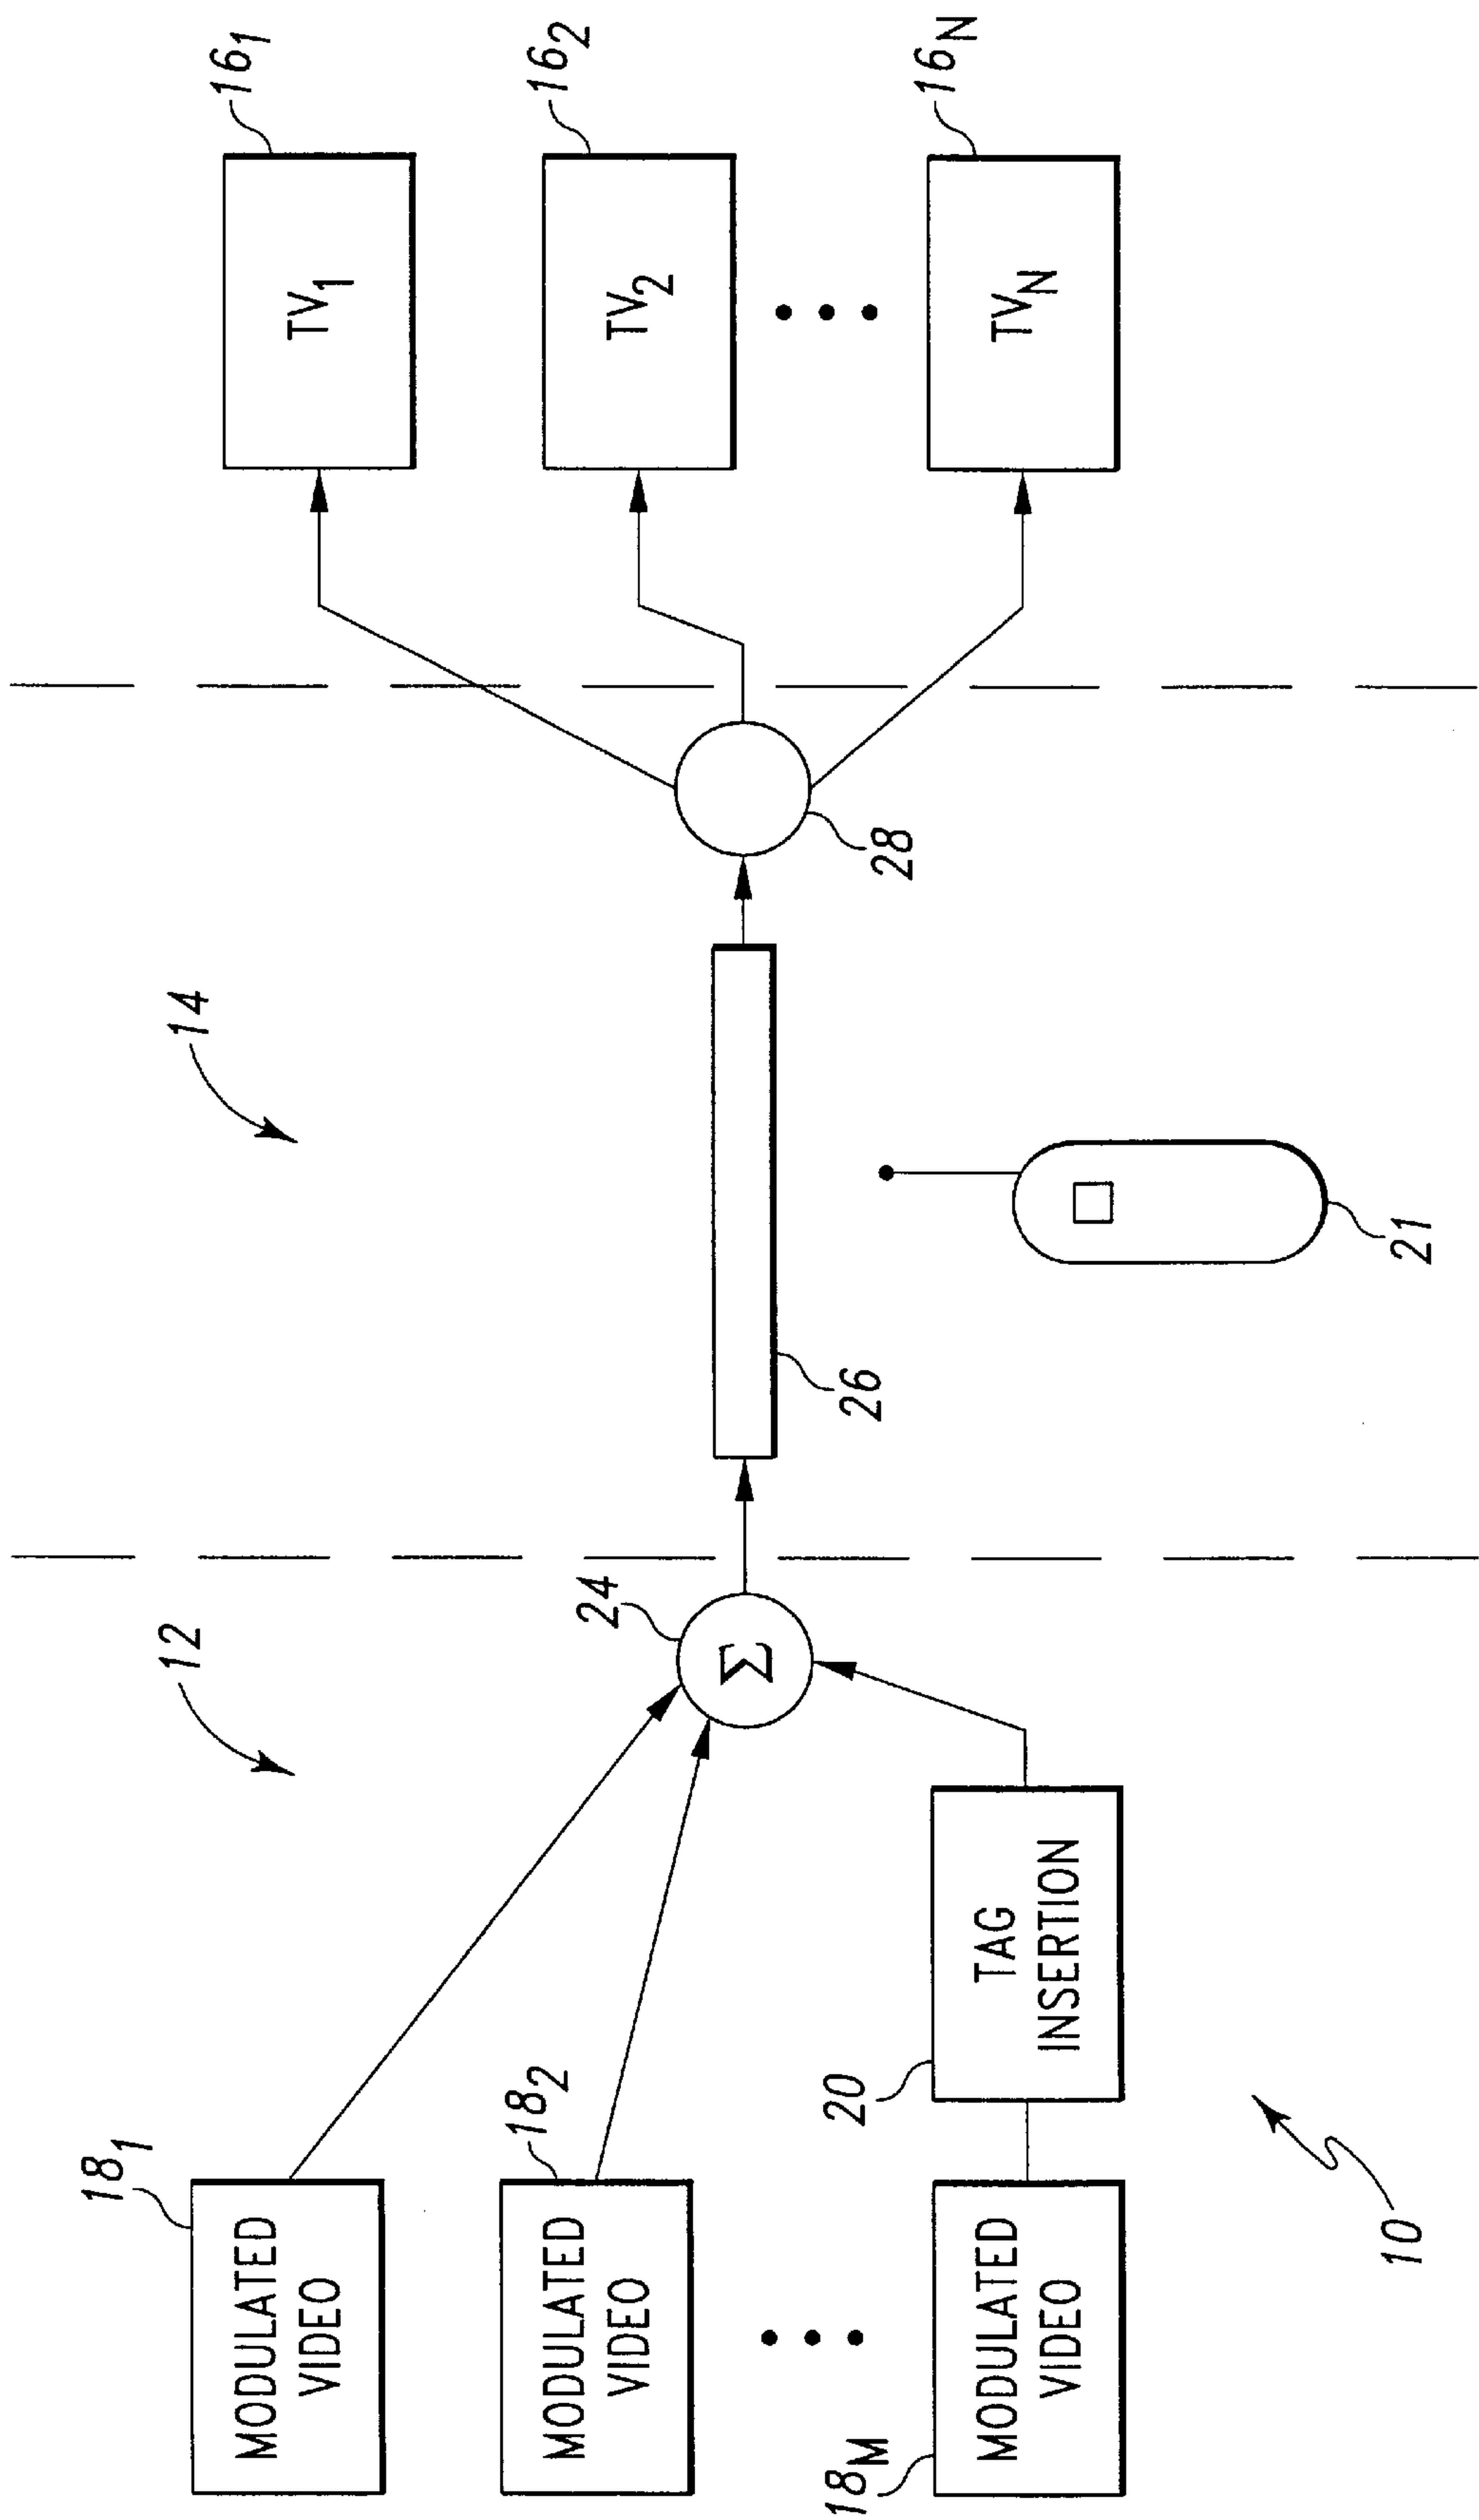 12
14
18₁
MODULATED
VIDEO
18₂
MODULATED
VIDEO
18M
MODULATED
VIDEO
20
TAG
INSERTION
24
Σ
26
28
21
TV₁
16₁
TV₂
16₂
TVN
16N
10